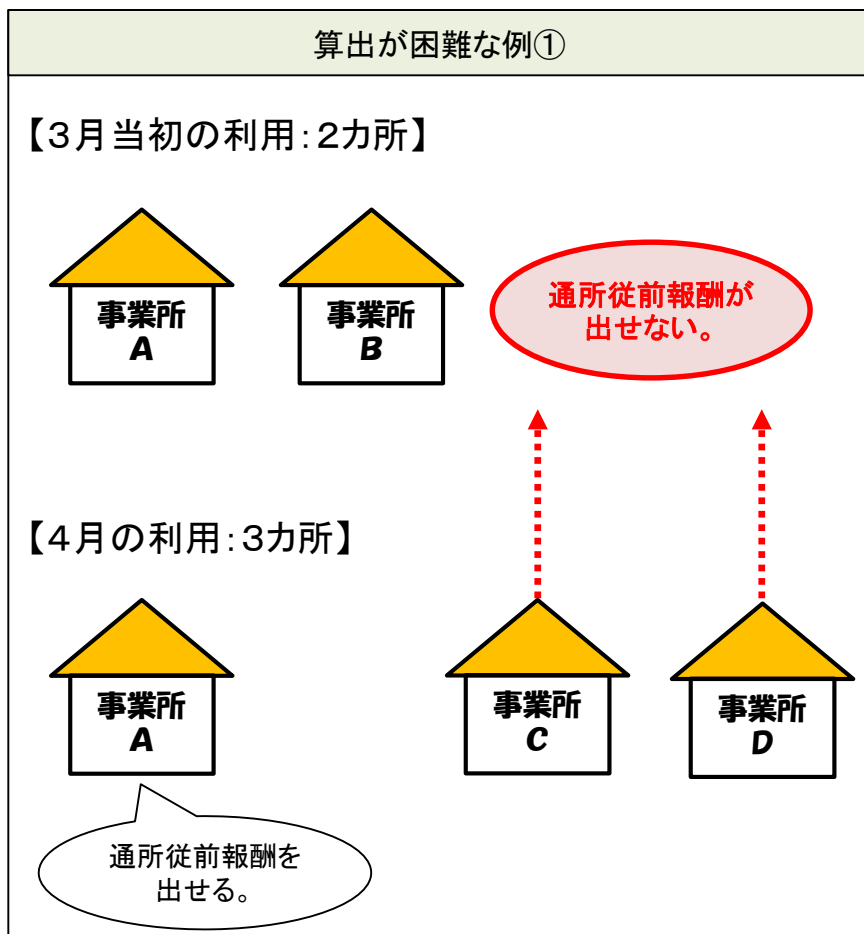 算出が困難な例①
【３月当初の利用：２カ所】
事業所
A
事業所
B
通所従前報酬が
出せない。
【４月の利用：３カ所】
事業所
A
事業所
C
事業所
D
通所従前報酬を
出せる。